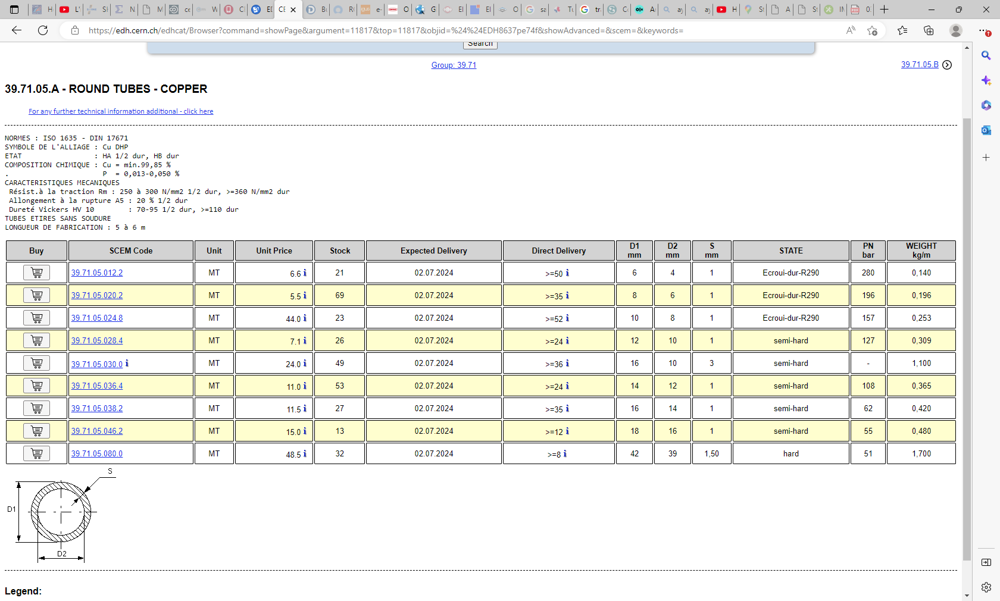 https://edh.cern.ch/edhcat/Browser?command=showPage&argument=11817&top=11817&objid=%24%24EDH8637pe74f&showAdvanced=&scem=&keywords=
Search
Group: 39.71
39.71.05.B
39.71.05.A - ROUND TUBES - COPPER
For any further technical information additional - click here
NORMES : ISO 1635 - DIN 17671
SYMBOLE DE L'ALLIAGE : Cu DHP
ETAT : HA 1/2 dur, HB dur
COMPOSITION CHIMIQUE : Cu = min.99,85 %
. P = 0,013-0,050 %
CARACTERISTIQUES MECANIQUES
Résist.à la traction Rm : 250 à 300 N/mm2 1/2 dur, >=360 N/mm2 dur
Allongement à la rupture A5 : 20 % 1/2 dur
Dureté Vickers HV 10 : 70-95 1/2 dur, >=110 dur
TUBES ETIRES SANS SOUDURE
LONGUEUR DE FABRICATION : 5 à 6 m
Buy SCEM Code Unit Unit Price Stock Expected Delivery Direct Delivery D1 mm D2 mm S mm STATE PN bar WEIGHT kg/m
39.71.05.012.2 MT 6.6 i 21 02.07.2024 >=50 i 6 4 1 Ecroui-dur-R290 280 0,140
39.71.05.020.2 MT 5.5 i 69 02.07.2024 >=35 i 8 6 1 Ecroui-dur-R290 196 0,196
39.71.05.024.8 MT 44.0 i 23 02.07.2024 >=52 i 10 8 1 Ecroui-dur-R290 157 0,253
39.71.05.028.4 MT 7.1 i 26 02.07.2024 >=24 i 12 10 1 semi-hard 127 0,309
39.71.05.030.0 i MT 24.0 i 49 02.07.2024 >=36 i 16 10 3 semi-hard - 1,100
39.71.05.036.4 MT 11.0 i 53 02.07.2024 >=24 i 14 12 1 semi-hard 108 0,365
39.71.05.038.2 MT 11.5 i 27 02.07.2024 >=35 i 16 14 1 semi-hard 62 0,420
39.71.05.046.2 MT 15.0 i 13 02.07.2024 >=12 i 18 16 1 semi-hard 55 0,480
39.71.05.080.0 MT 48.5 i 32 02.07.2024 >=8 i 42 39 1,50 hard 51 1,700
S
D1
D2
Legend: